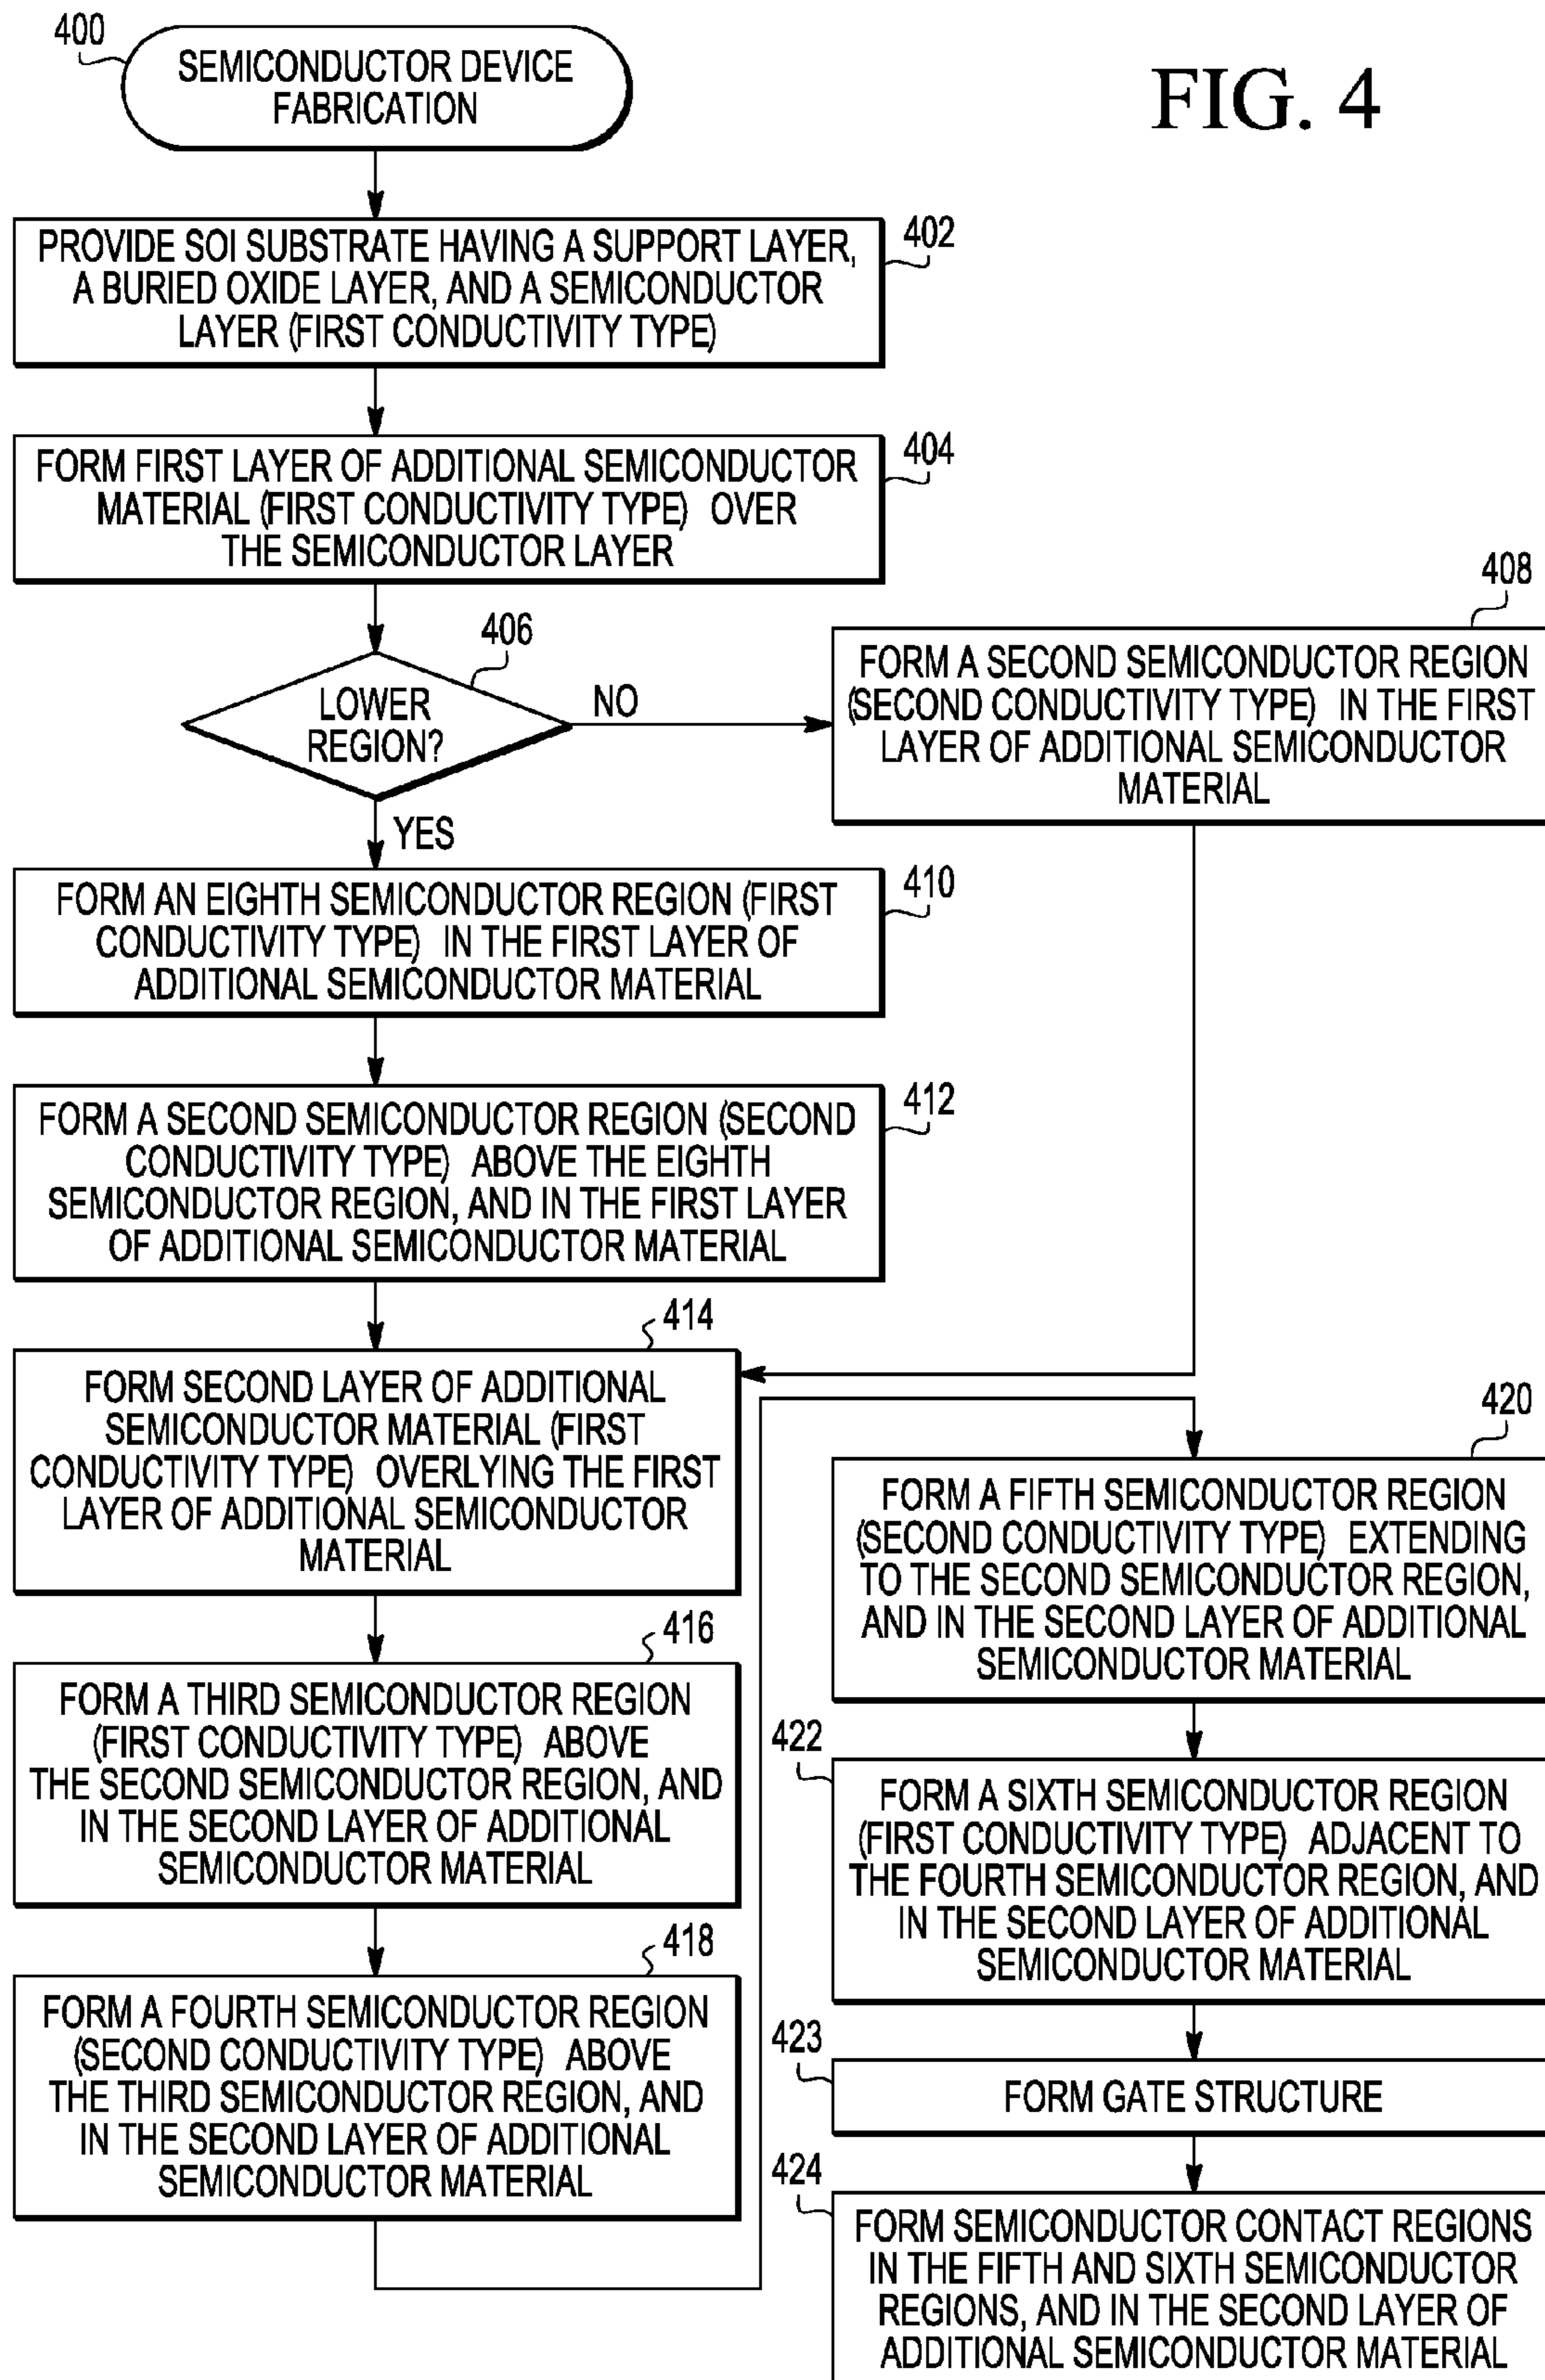 400
SEMICONDUCTOR DEVICE
FABRICATION
FIG. 4
402
PROVIDE SOI SUBSTRATE HAVING A SUPPORT LAYER,
A BURIED OXIDE LAYER, AND A SEMICONDUCTOR
LAYER (FIRST CONDUCTIVITY TYPE)
404
FORM FIRST LAYER OF ADDITIONAL SEMICONDUCTOR
MATERIAL (FIRST CONDUCTIVITY TYPE) OVER
THE SEMICONDUCTOR LAYER
406
LOWER
REGION?
NO
YES
408
FORM A SECOND SEMICONDUCTOR REGION
(SECOND CONDUCTIVITY TYPE) IN THE FIRST
LAYER OF ADDITIONAL SEMICONDUCTOR
MATERIAL
410
FORM AN EIGHTH SEMICONDUCTOR REGION (FIRST
CONDUCTIVITY TYPE) IN THE FIRST LAYER OF
ADDITIONAL SEMICONDUCTOR MATERIAL
412
FORM A SECOND SEMICONDUCTOR REGION (SECOND
CONDUCTIVITY TYPE) ABOVE THE EIGHTH
SEMICONDUCTOR REGION, AND IN THE FIRST LAYER
OF ADDITIONAL SEMICONDUCTOR MATERIAL
414
FORM SECOND LAYER OF ADDITIONAL
SEMICONDUCTOR MATERIAL (FIRST
CONDUCTIVITY TYPE) OVERLYING THE FIRST
LAYER OF ADDITIONAL SEMICONDUCTOR
MATERIAL
416
FORM A THIRD SEMICONDUCTOR REGION
(FIRST CONDUCTIVITY TYPE) ABOVE
THE SECOND SEMICONDUCTOR REGION, AND
IN THE SECOND LAYER OF ADDITIONAL
SEMICONDUCTOR MATERIAL
418
FORM A FOURTH SEMICONDUCTOR REGION
(SECOND CONDUCTIVITY TYPE) ABOVE
THE THIRD SEMICONDUCTOR REGION, AND
IN THE SECOND LAYER OF ADDITIONAL
SEMICONDUCTOR MATERIAL
420
FORM A FIFTH SEMICONDUCTOR REGION
(SECOND CONDUCTIVITY TYPE) EXTENDING
TO THE SECOND SEMICONDUCTOR REGION,
AND IN THE SECOND LAYER OF ADDITIONAL
SEMICONDUCTOR MATERIAL
422
FORM A SIXTH SEMICONDUCTOR REGION
(FIRST CONDUCTIVITY TYPE) ADJACENT TO
THE FOURTH SEMICONDUCTOR REGION, AND
IN THE SECOND LAYER OF ADDITIONAL
SEMICONDUCTOR MATERIAL
423
FORM GATE STRUCTURE
424
FORM SEMICONDUCTOR CONTACT REGIONS
IN THE FIFTH AND SIXTH SEMICONDUCTOR
REGIONS, AND IN THE SECOND LAYER OF
ADDITIONAL SEMICONDUCTOR MATERIAL